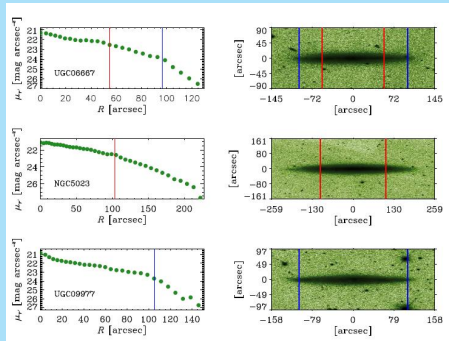 μr [mag arcsec⁻²]
21
22
23
24
25
26
UGC06667
0 20 40 60 80 100 120
R [arcsec]
[arcsec]
90
45
0
-45
-90
-145 -72 0 72 145
[arcsec]
μr [mag arcsec⁻²]
22
24
26
NGC5023
0 50 100 150 200
R [arcsec]
[arcsec]
161
80
0
-80
-161
-259 -130 0 130 259
[arcsec]
μr [mag arcsec⁻²]
21
22
23
24
25
26
27
UGC09977
0 20 40 60 80 100 120 140
R [arcsec]
[arcsec]
97
49
0
-49
-97
-158 -79 0 79 158
[arcsec]